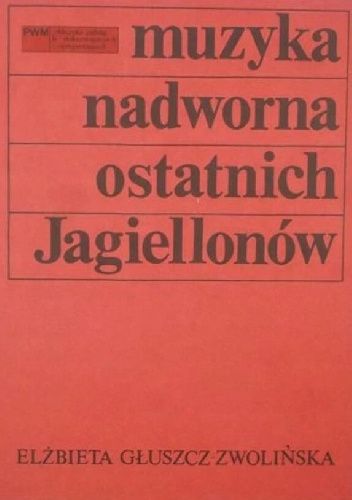 PWM
muzyka
nadworna
ostatnich
Jagiellonów
ELŻBIETA GŁUSZCZ-ZWOLIŃSKA